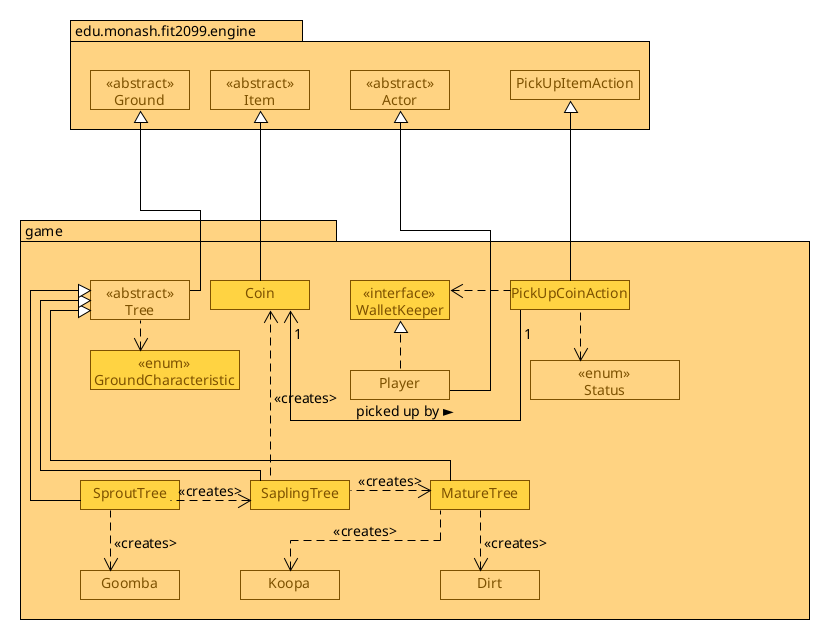 edu.monash.fit2099.engine
«abstract»
Ground
«abstract»
Item
«abstract»
Actor
PickUpItemAction
game
«abstract»
Tree
Coin
«interface»
WalletKeeper
PickUpCoinAction
1
1
«enum»
GroundCharacteristic
Player
«enum»
Status
«creates»
picked up by ►
SproutTree
«creates»
SaplingTree
«creates»
MatureTree
«creates»
«creates»
«creates»
Goomba
Koopa
Dirt